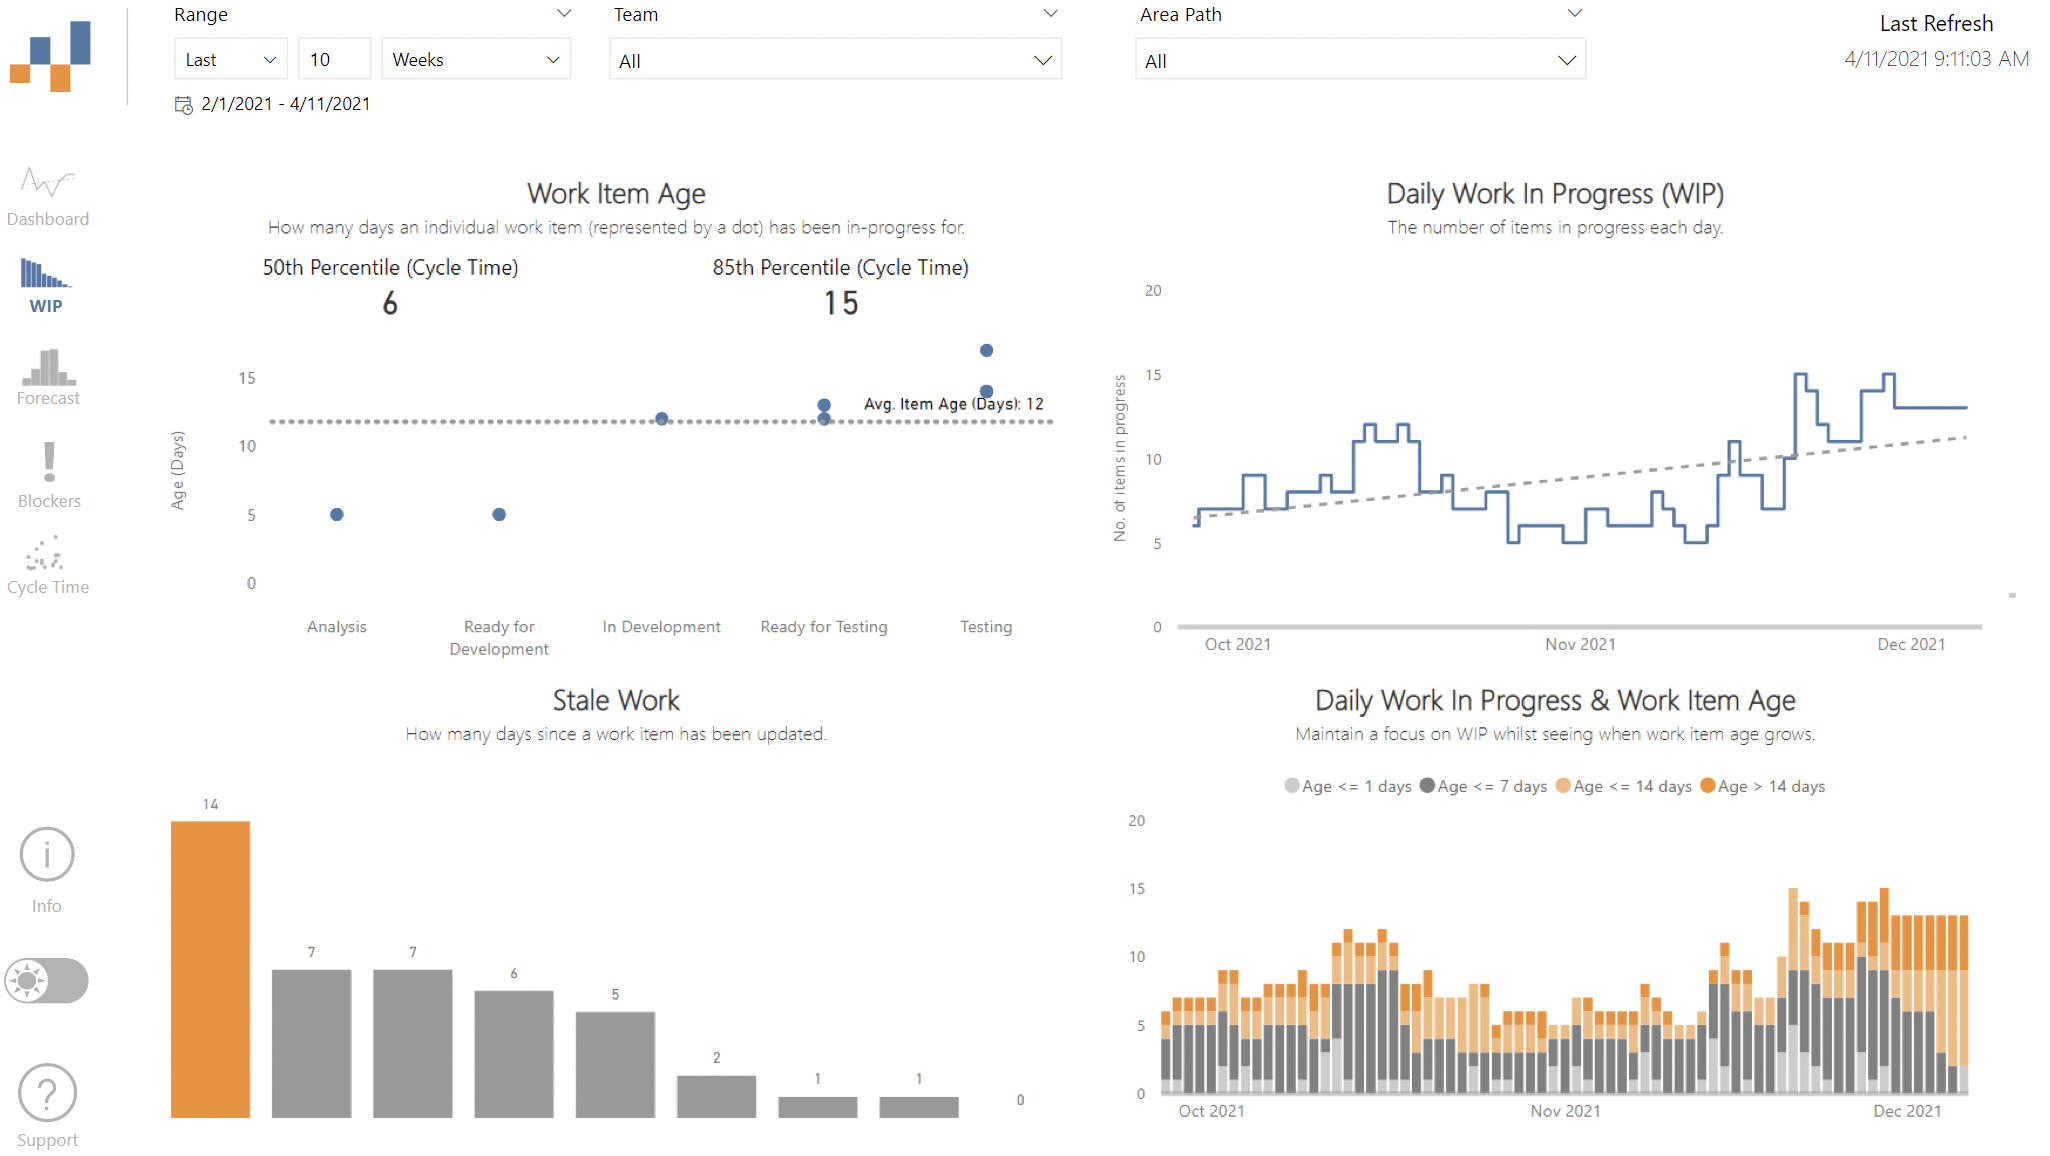 Range
Team
Area Path
Last Refresh
Last
10
Weeks
All
All
4/11/2021 9:11:03 AM
2/1/2021 - 4/11/2021
Dashboard
WIP
Forecast
Blockers
Cycle Time
Info
Support
Work Item Age
How many days an individual work item (represented by a dot) has been in-progress for.
50th Percentile (Cycle Time)
6
85th Percentile (Cycle Time)
15
Age (Days)
15
10
5
0
Avg. Item Age (Days): 12
Analysis
Ready for
Development
In Development
Ready for Testing
Testing
Daily Work In Progress (WIP)
The number of items in progress each day.
No. of items in progress
20
15
10
5
0
Oct 2021
Nov 2021
Dec 2021
Stale Work
How many days since a work item has been updated.
14
7
7
6
5
2
1
1
0
Daily Work In Progress & Work Item Age
Maintain a focus on WIP whilst seeing when work item age grows.
Age <= 1 days
Age <= 7 days
Age <= 14 days
Age > 14 days
20
15
10
5
0
Oct 2021
Nov 2021
Dec 2021